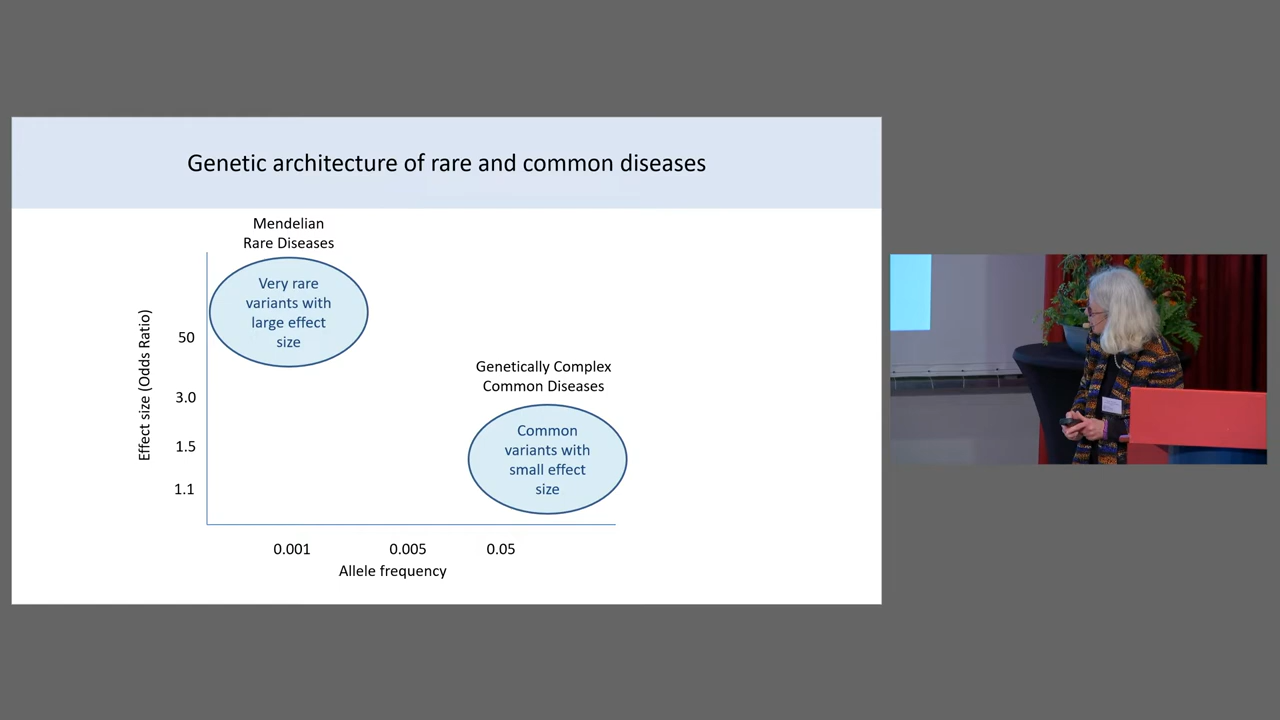 Genetic architecture of rare and common diseases
Mendelian
Rare Diseases
Very rare
variants with
large effect
size
Genetically Complex
Common Diseases
Common
variants with
small effect
size
Effect size (Odds Ratio)
50
3.0
1.5
1.1
0.001
0.005
0.05
Allele frequency